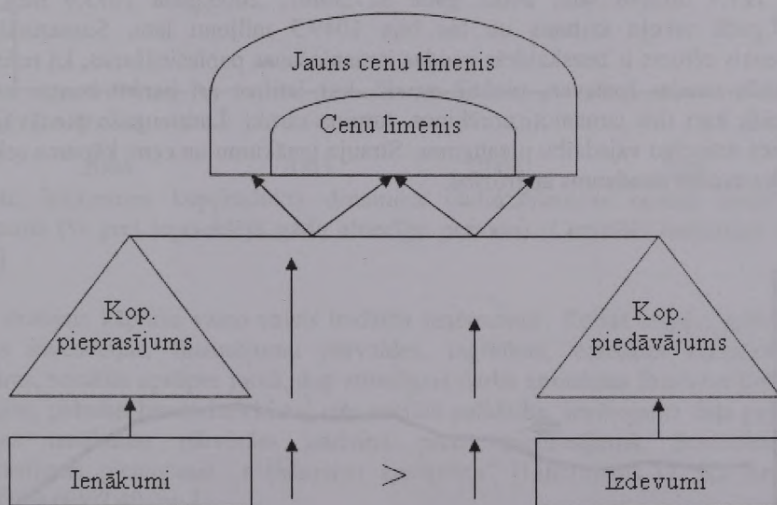 Jauns cenu līmenis
Cenu līmenis
Kop. pieprasījums
Kop. piedāvājums
Ienākumi
>
Izdevumi